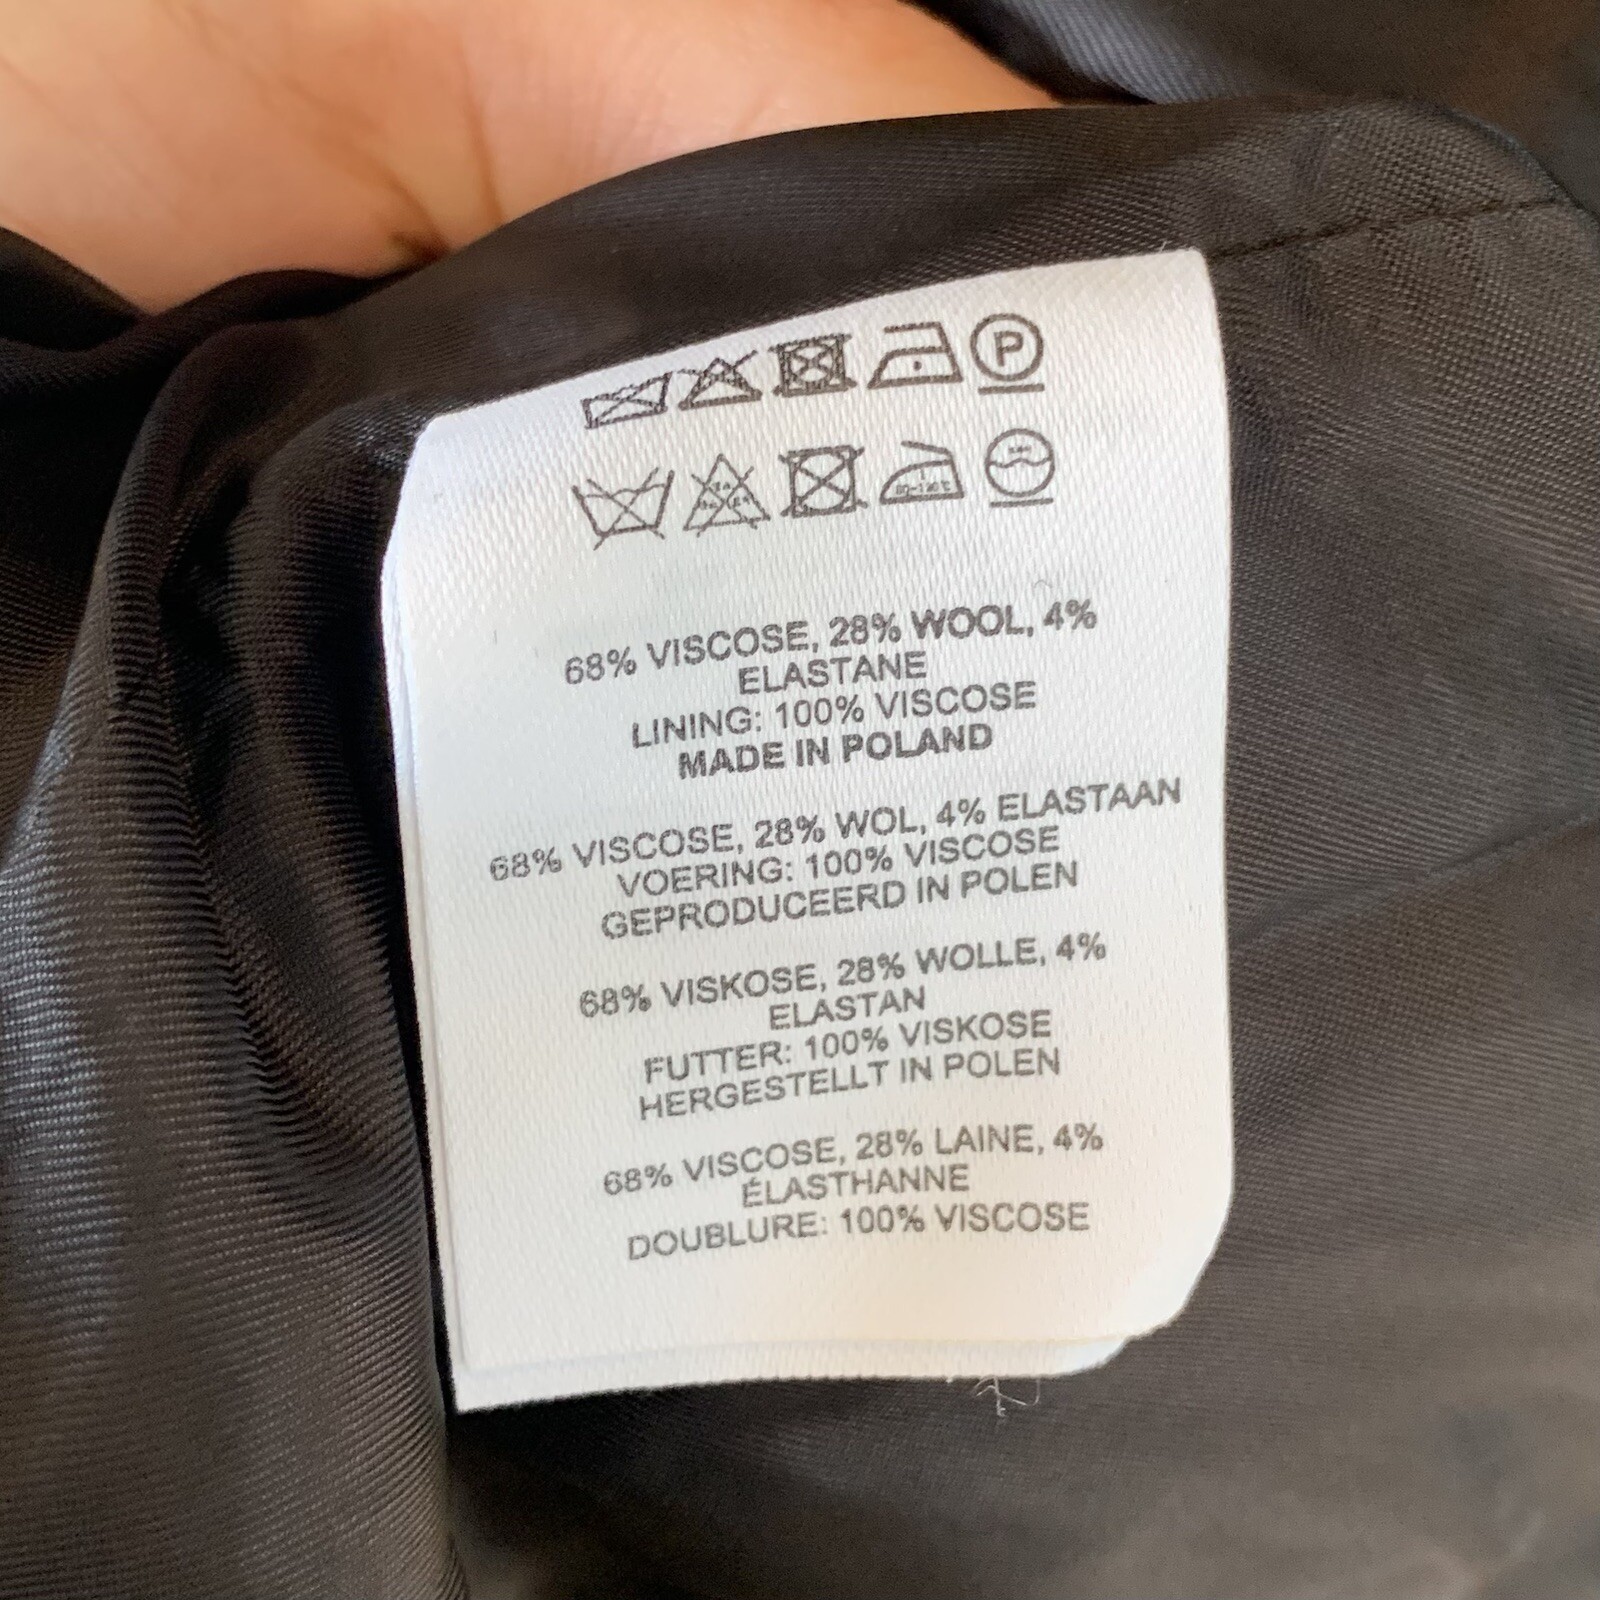 P
68% VISCOSE, 28% WOOL, 4%
ELASTANE
LINING: 100% VISCOSE
MADE IN POLAND
68% VISCOSE, 28% WOL, 4% ELASTAAN
VOERING: 100% VISCOSE
GEPRODUCEERD IN POLEN
68% VISKOSE, 28% WOLLE, 4%
ELASTAN
FUTTER: 100% VISKOSE
HERGESTELLT IN POLEN
68% VISCOSE, 28% LAINE, 4%
ÉLASTHANNE
DOUBLURE: 100% VISCOSE